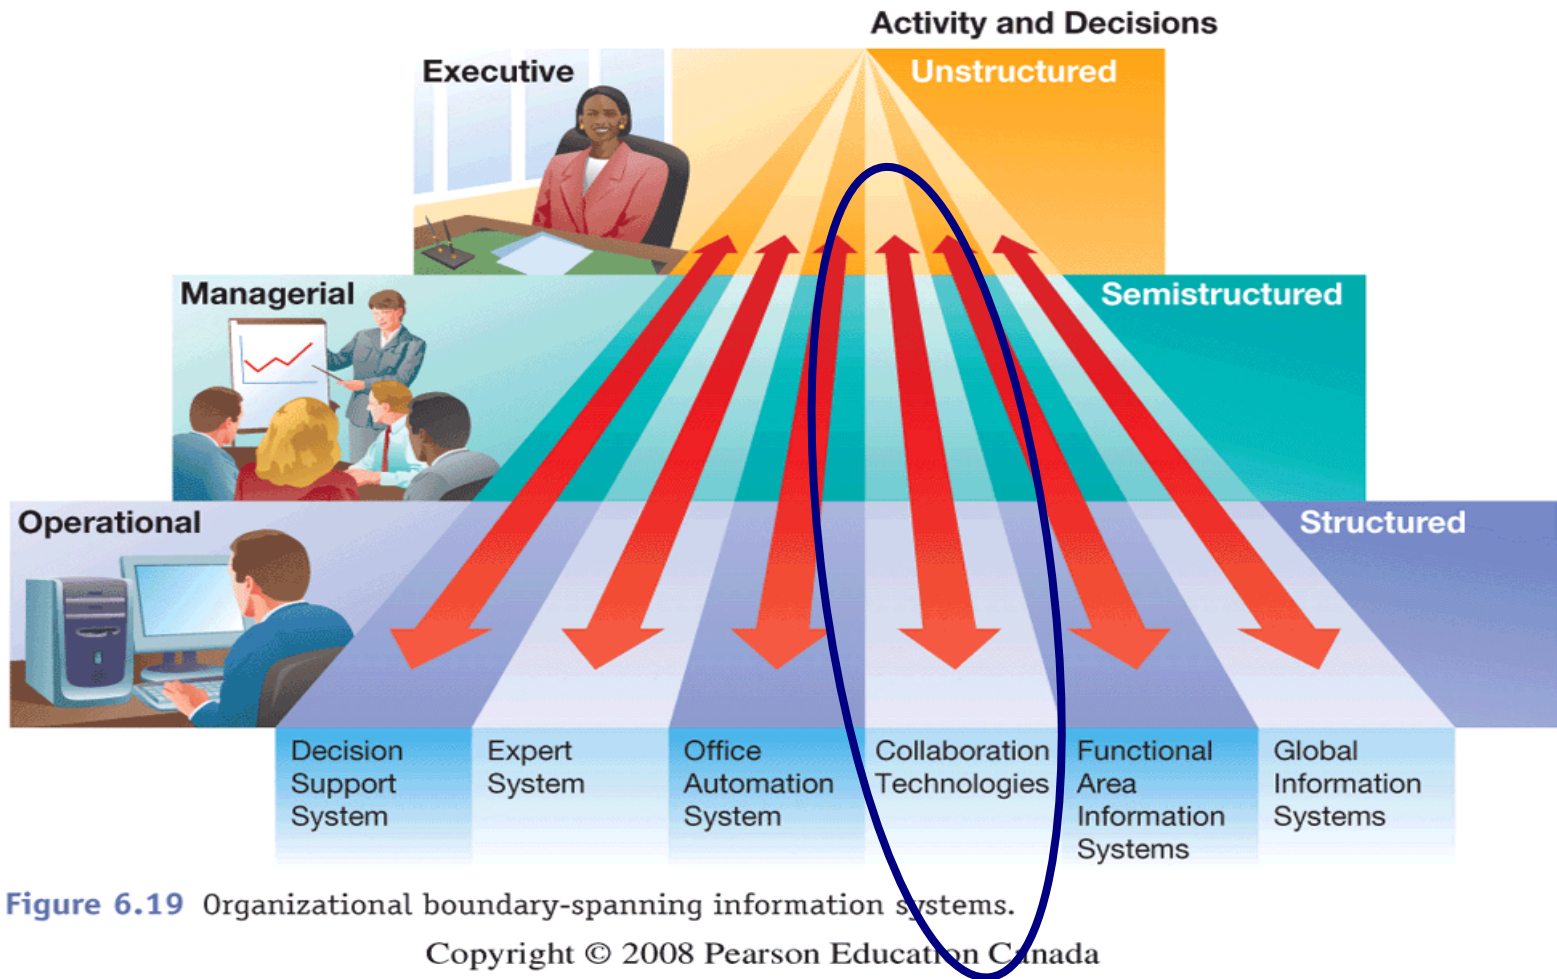 Activity and Decisions
Executive
Unstructured
Managerial
Semistructured
Operational
Structured
Decision
Support
System
Expert
System
Office
Automation
System
Collaboration
Technologies
Functional
Area
Information
Systems
Global
Information
Systems
Figure 6.19 Organizational boundary-spanning information systems.
Copyright © 2008 Pearson Education Canada